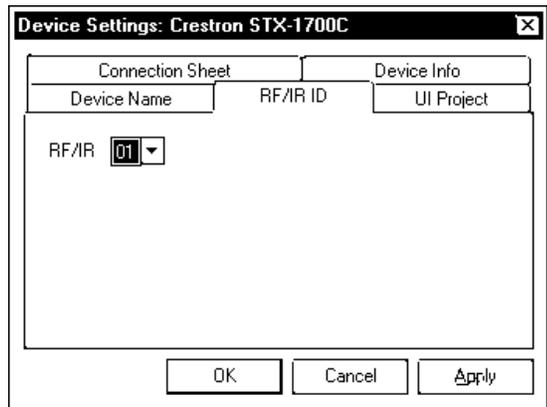 Device Settings: Crestron STX-1700C
Connection Sheet Device Info
Device Name RF/IR ID UI Project
RF/IR 01
OK Cancel Apply